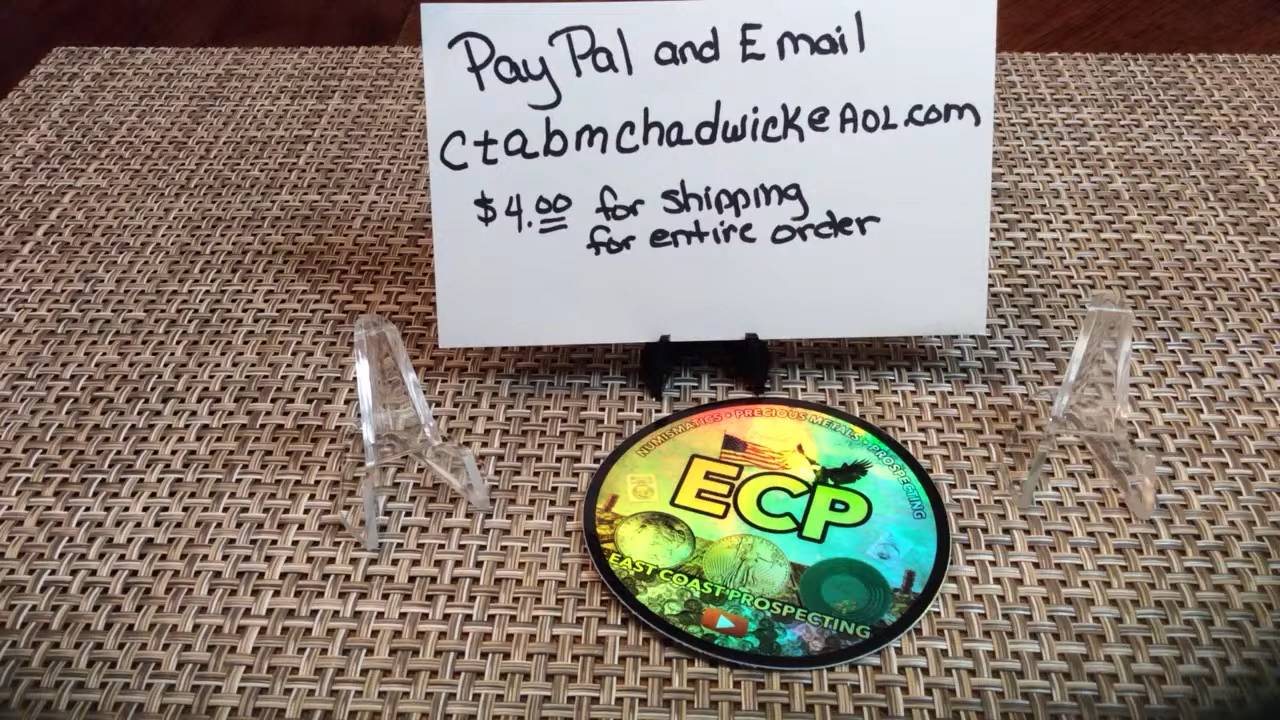 PayPal and Email
ctabmchadwick@AOL.com
$4.00 for shipping
for entire order
NUMISMATICS • PRECIOUS METALS • PROSPECTING
ECP
EAST COAST PROSPECTING